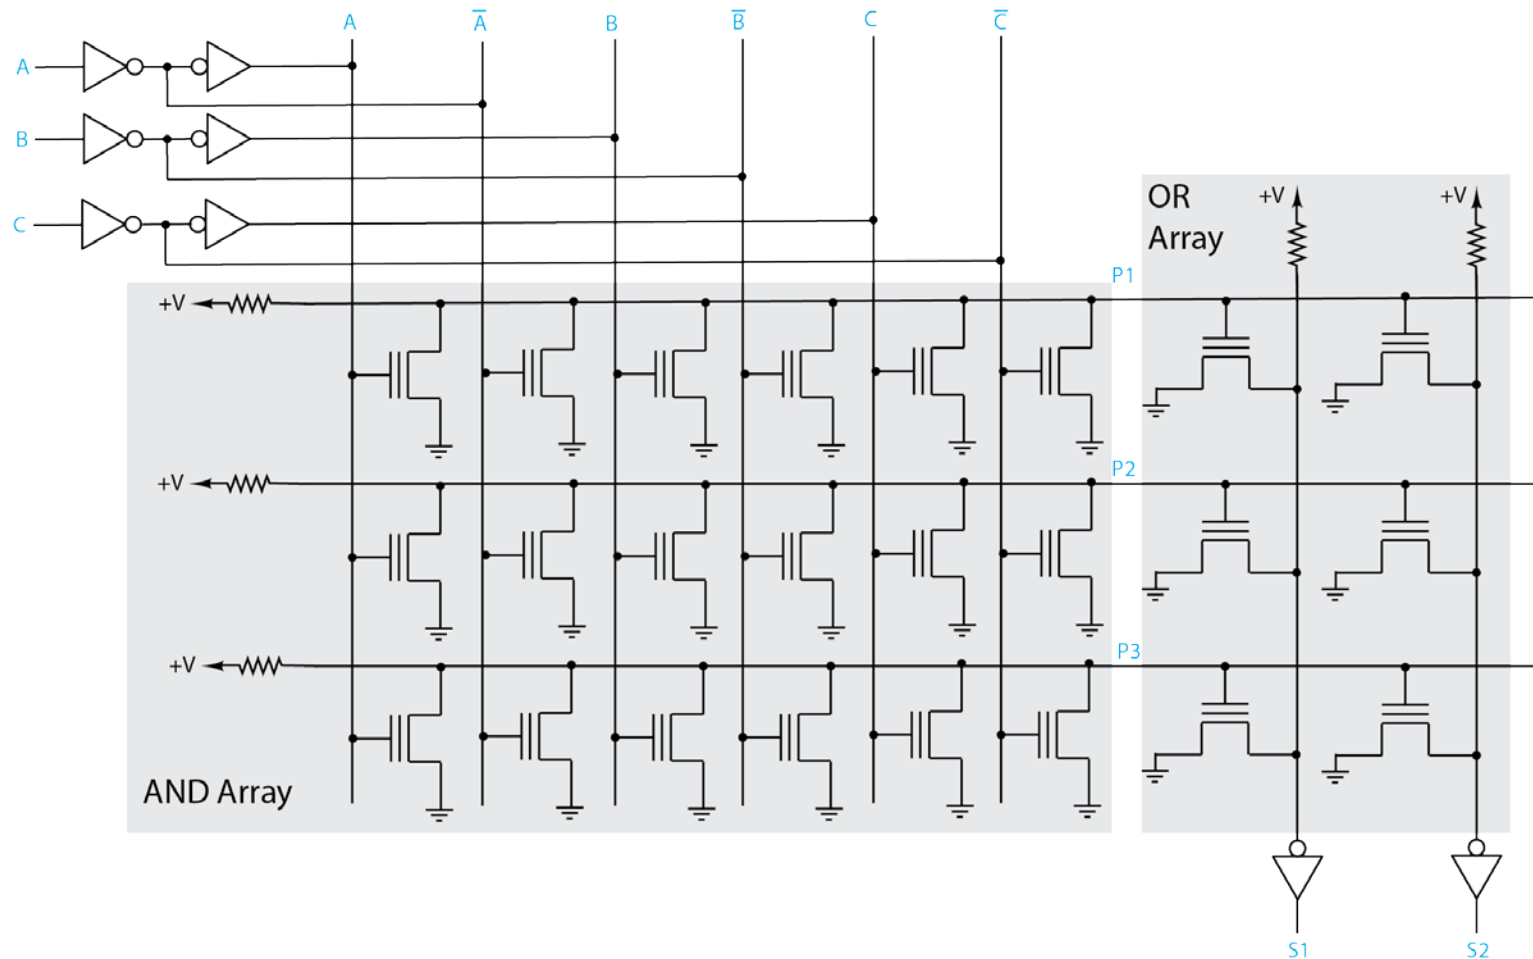 A A̅ B B̅ C C̅
A
B
C
OR
Array
+V +V
P1
+V
P2
+V
P3
+V
AND Array
S1 S2